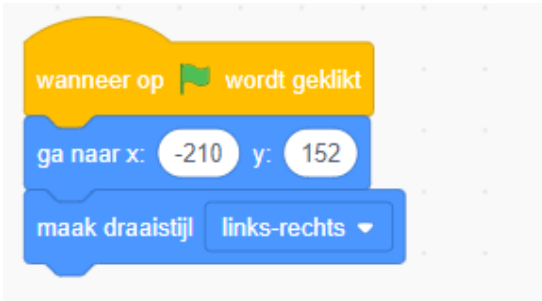 wanneer op wordt geklikt
ga naar x: -210 y: 152
maak draaistijl links-rechts